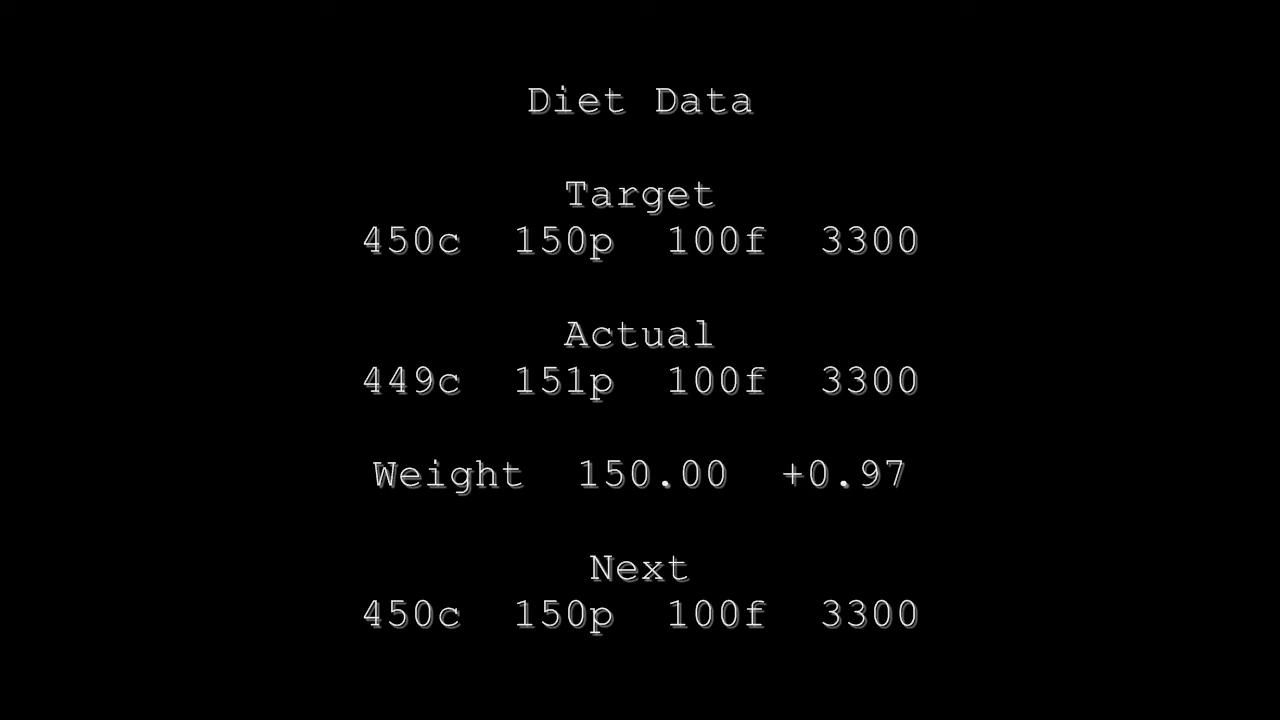 Diet Data
Target
450c 150p 100f 3300
Actual
449c 151p 100f 3300
Weight 150.00 +0.97
Next
450c 150p 100f 3300